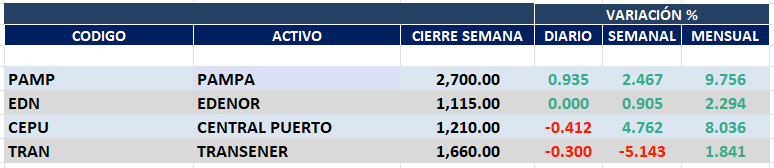 VARIACIÓN %
CODIGO ACTIVO CIERRE SEMANA DIARIO SEMANAL MENSUAL
PAMP PAMPA 2,700.00 0.935 2.467 9.756
EDN EDENOR 1,115.00 0.000 0.905 2.294
CEPU CENTRAL PUERTO 1,210.00 -0.412 4.762 8.036
TRAN TRANSENER 1,660.00 -0.300 -5.143 1.841